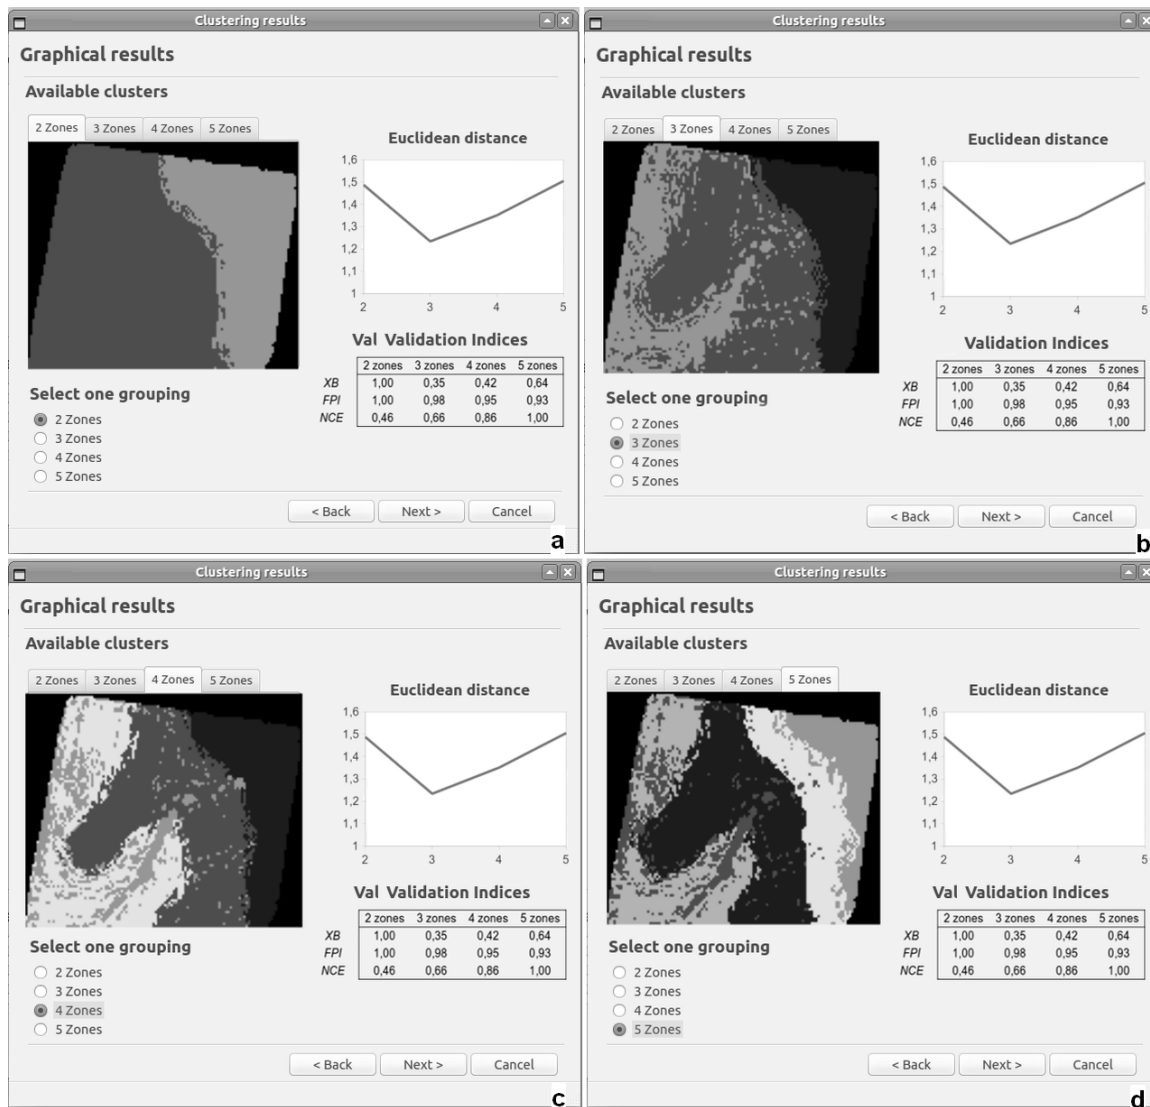 Clustering results
Graphical results
Available clusters
2 Zones 3 Zones 4 Zones 5 Zones
Euclidean distance
1,6
1,5
1,4
1,3
1,2
1,1
1
2 3 4 5
Val Validation Indices
2 zones 3 zones 4 zones 5 zones
XB 1,00 0,35 0,42 0,64
FPI 1,00 0,98 0,95 0,93
NCE 0,46 0,66 0,86 1,00
Select one grouping
2 Zones
3 Zones
4 Zones
5 Zones
< Back Next > Cancel
a
Clustering results
Graphical results
Available clusters
2 Zones 3 Zones 4 Zones 5 Zones
Euclidean distance
1,6
1,5
1,4
1,3
1,2
1,1
1
2 3 4 5
Validation Indices
2 zones 3 zones 4 zones 5 zones
XB 1,00 0,35 0,42 0,64
FPI 1,00 0,98 0,95 0,93
NCE 0,46 0,66 0,86 1,00
Select one grouping
2 Zones
3 Zones
4 Zones
5 Zones
< Back Next > Cancel
b
Clustering results
Graphical results
Available clusters
2 Zones 3 Zones 4 Zones 5 Zones
Euclidean distance
1,6
1,5
1,4
1,3
1,2
1,1
1
2 3 4 5
Val Validation Indices
2 zones 3 zones 4 zones 5 zones
XB 1,00 0,35 0,42 0,64
FPI 1,00 0,98 0,95 0,93
NCE 0,46 0,66 0,86 1,00
Select one grouping
2 Zones
3 Zones
4 Zones
5 Zones
< Back Next > Cancel
c
Clustering results
Graphical results
Available clusters
2 Zones 3 Zones 4 Zones 5 Zones
Euclidean distance
1,6
1,5
1,4
1,3
1,2
1,1
1
2 3 4 5
Val Validation Indices
2 zones 3 zones 4 zones 5 zones
XB 1,00 0,35 0,42 0,64
FPI 1,00 0,98 0,95 0,93
NCE 0,46 0,66 0,86 1,00
Select one grouping
2 Zones
3 Zones
4 Zones
5 Zones
< Back Next > Cancel
d